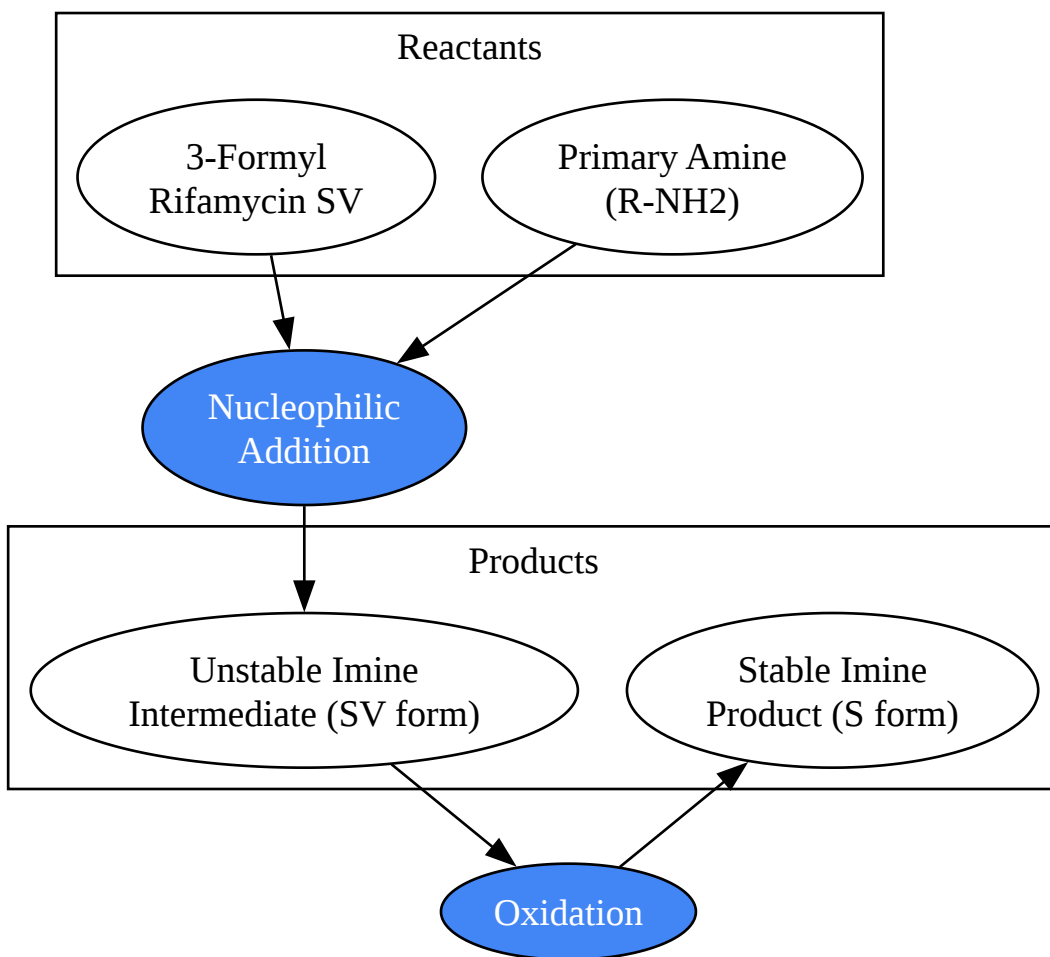 Reactants
3-Formyl
Rifamycin SV
Primary Amine
(R-NH2)
Nucleophilic
Addition
Products
Unstable Imine
Intermediate (SV form)
Stable Imine
Product (S form)
Oxidation